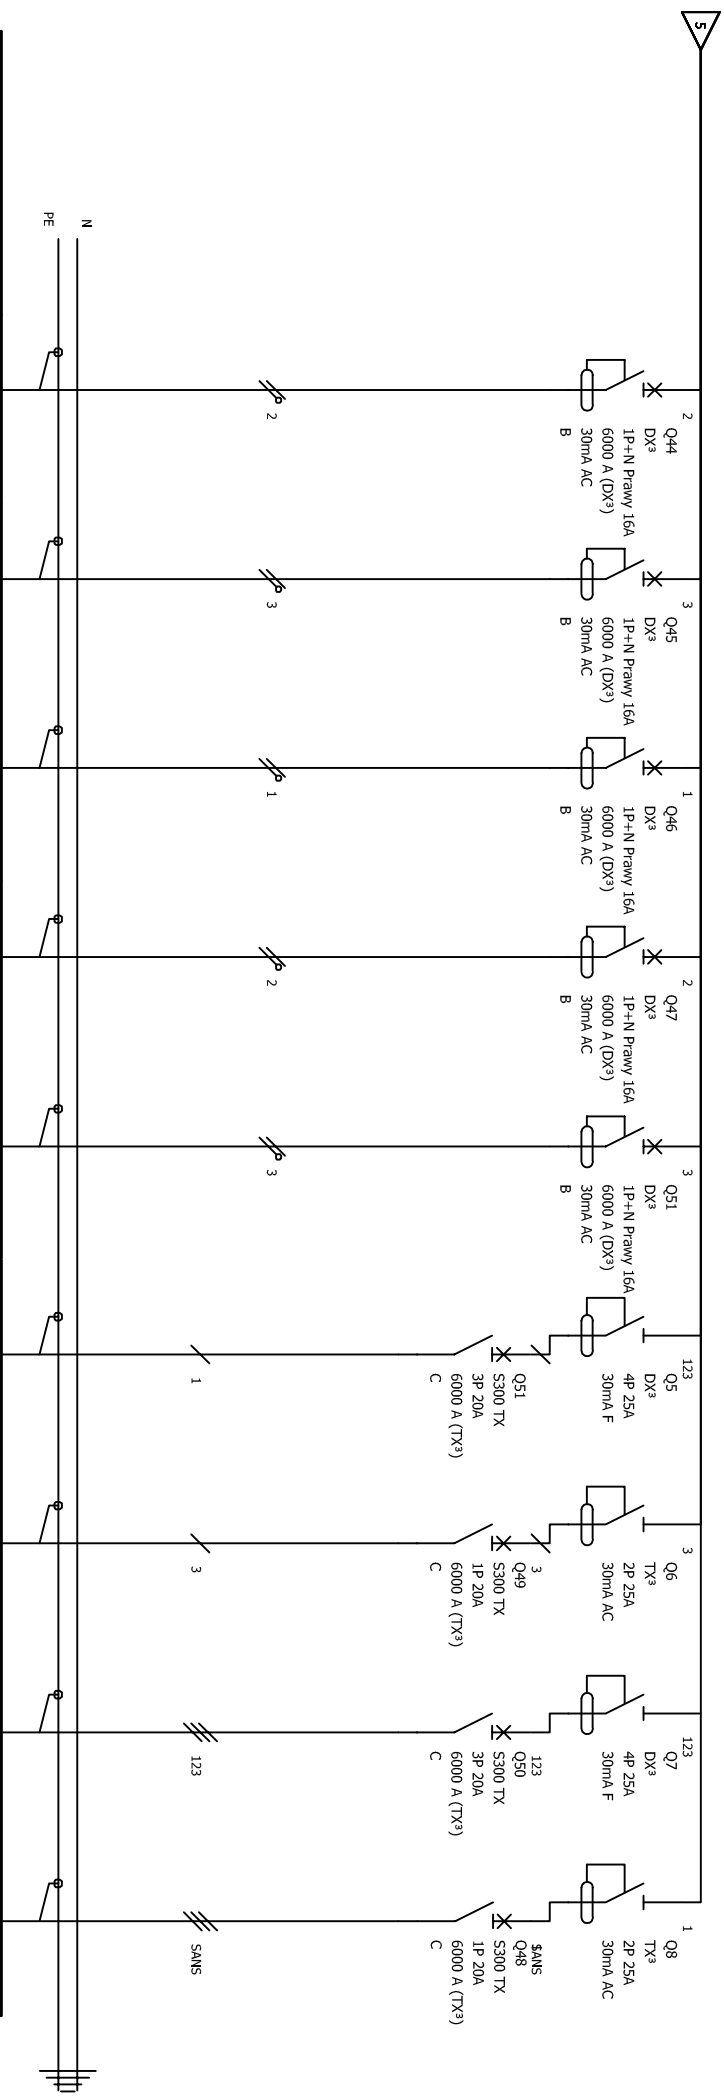 5
N
PE
2
Q44
DX³
1P+N Prawy 16A
6000 A (DX³)
30mA AC
B
2
3
Q45
DX³
1P+N Prawy 16A
6000 A (DX³)
30mA AC
B
3
1
Q46
DX³
1P+N Prawy 16A
6000 A (DX³)
30mA AC
B
1
2
Q47
DX³
1P+N Prawy 16A
6000 A (DX³)
30mA AC
B
2
3
Q51
DX³
1P+N Prawy 16A
6000 A (DX³)
30mA AC
B
3
123
Q5
DX³
4P 25A
30mA F
Q51
S300 TX
3P 20A
6000 A (TX³)
C
1
3
Q6
TX³
2P 25A
30mA AC
3
Q49
S300 TX
1P 20A
6000 A (TX³)
C
3
123
Q7
DX³
4P 25A
30mA F
123
Q50
S300 TX
3P 20A
6000 A (TX³)
C
123
1
Q8
TX³
2P 25A
30mA AC
SANS
Q48
S300 TX
1P 20A
6000 A (TX³)
C
SANS